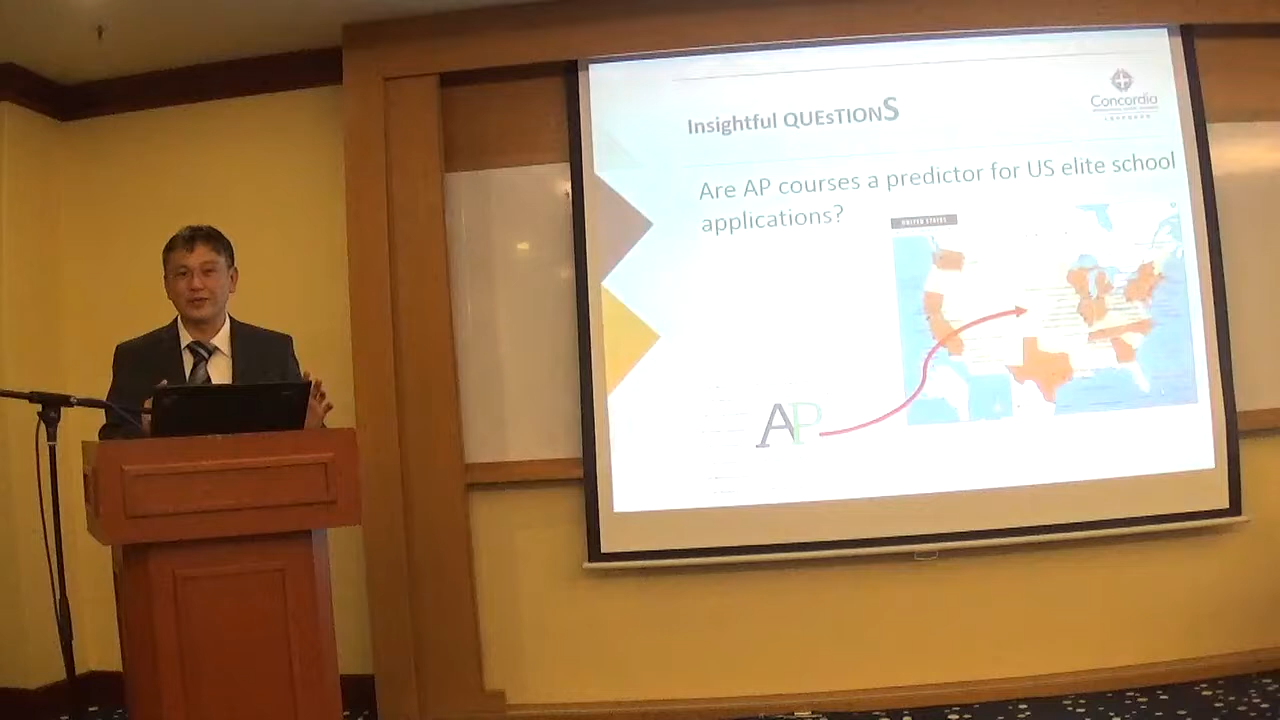 Insightful QUEsTIONS
Concordia
Are AP courses a predictor for US elite school
applications?
UNITED STATES
AP